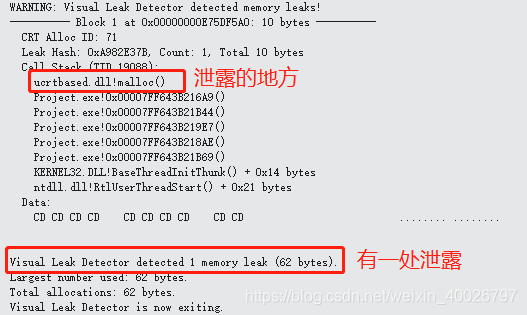 WARNING: Visual Leak Detector detected memory leaks!
---------- Block 1 at 0x00000000E75DF5A0: 10 bytes ----------
CRT Alloc ID: 71
Leak Hash: 0xA982E37B, Count: 1, Total 10 bytes
Call Stack (TID 19088):
ucrtbased.dll!malloc() 泄露的地方
Project.exe!0x00007FF643B216A9()
Project.exe!0x00007FF643B21B44()
Project.exe!0x00007FF643B219E7()
Project.exe!0x00007FF643B218AE()
Project.exe!0x00007FF643B21B69()
KERNEL32.DLL!BaseThreadInitThunk() + 0x14 bytes
ntdll.dll!RtlUserThreadStart() + 0x21 bytes
Data:
CD CD CD CD CD CD CD CD CD CD ........ ........
Visual Leak Detector detected 1 memory leak (62 bytes). 有一处泄露
Largest number used: 62 bytes.
Total allocations: 62 bytes.
Visual Leak Detector is now exiting.
https://blog.csdn.net/weixin_40026797